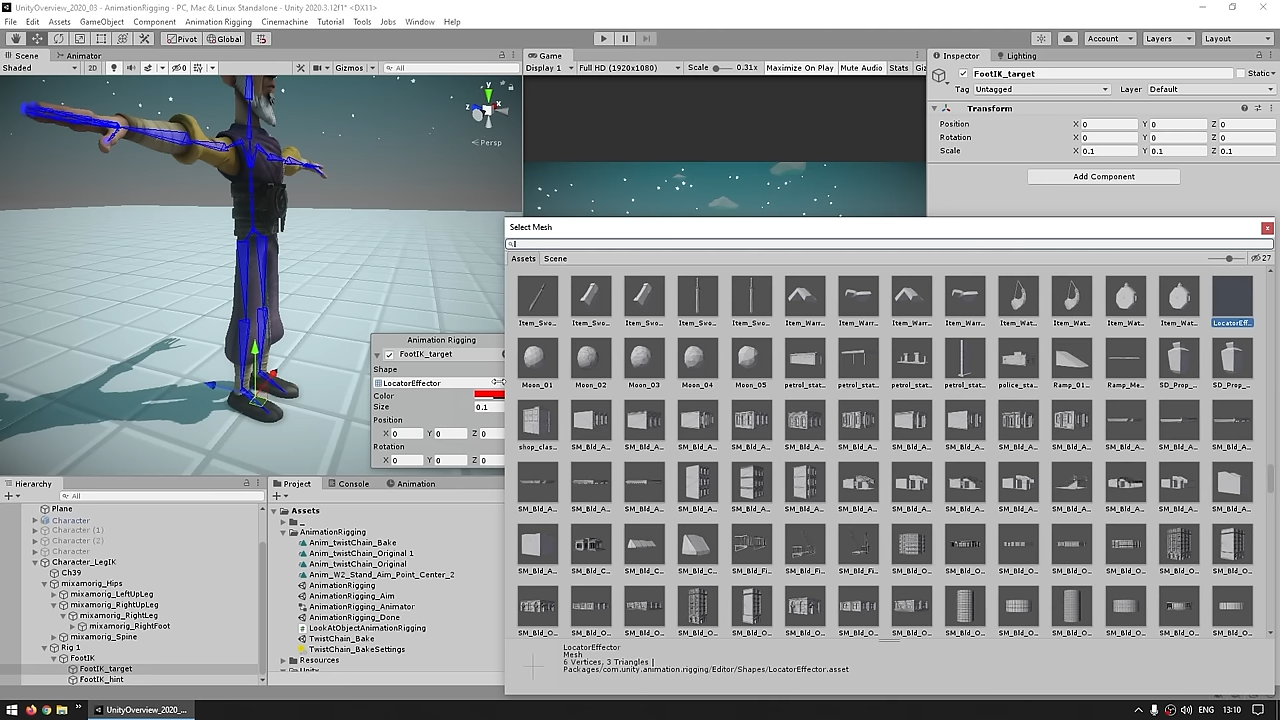 UnityOverview_2020_03 - AnimationRigging - PC, Mac & Linux Standalone - Unity 2020.3.12f1* <DX11>
File Edit Assets GameObject Component Animation Rigging Cinemachine Tutorial Tools Jobs Window Help
Pivot Global Account Layers Layout
Scene Animator
Shaded 2D 0 Gizmos All
Persp
y x z
Game
Display 1 Full HD (1920x1080) Scale 0.31x Maximize On Play Mute Audio Stats
Inspector Lighting
FootIK_target Static
Tag Untagged Layer Default
Transform
Position X 0 Y 0 Z 0
Rotation X 0 Y 0 Z 0
Scale X 0.1 Y 0.1 Z 0.1
Add Component
Animation Rigging
FootIK_target
Shape
LocatorEffector
Color
Size 0.1
Position
X 0 Y 0 Z 0
Rotation
X 0 Y 0 Z 0
Select Mesh
Assets Scene 27
Item_Swo... Item_Swo... Item_Swo... Item_Swo... Item_Swo... Item_Warr... Item_Warr... Item_Warr... Item_Warr... Item_Wat... Item_Wat... Item_Wat... Item_Wat... LocatorEff...
Moon_01 Moon_02 Moon_03 Moon_04 Moon_05 petrol_stat... petrol_stat... petrol_stat... petrol_stat... police_sta... Ramp_01... Ramp_Ma... SD_Prop_... SD_Prop_...
shop_clas... SM_Bld_A... SM_Bld_A... SM_Bld_A... SM_Bld_A... SM_Bld_A... SM_Bld_A... SM_Bld_A... SM_Bld_A... SM_Bld_A... SM_Bld_A... SM_Bld_A... SM_Bld_A... SM_Bld_A...
SM_Bld_A... SM_Bld_A... SM_Bld_A... SM_Bld_A... SM_Bld_A... SM_Bld_A... SM_Bld_A... SM_Bld_A... SM_Bld_A... SM_Bld_A... SM_Bld_A... SM_Bld_A... SM_Bld_A... SM_Bld_A...
SM_Bld_A... SM_Bld_C... SM_Bld_C... SM_Bld_C... SM_Bld_Fi... SM_Bld_Fi... SM_Bld_Fi... SM_Bld_O... SM_Bld_O... SM_Bld_O... SM_Bld_O... SM_Bld_O... SM_Bld_O... SM_Bld_O...
SM_Bld_O... SM_Bld_O... SM_Bld_O... SM_Bld_O... SM_Bld_O... SM_Bld_O... SM_Bld_O... SM_Bld_O... SM_Bld_O... SM_Bld_O... SM_Bld_O... SM_Bld_O... SM_Bld_O... SM_Bld_O...
LocatorEffector
Mesh
6 Vertices, 3 Triangles |
Packages/com.unity.animation.rigging/Editor/Shapes/LocatorEffector.asset
Hierarchy
All
Plane
Character
Character (1)
Character (2)
Character
Character_LegIK
Ch39
mixamorig_Hips
mixamorig_LeftUpLeg
mixamorig_RightUpLeg
mixamorig_RightLeg
mixamorig_RightFoot
mixamorig_Spine
Rig 1
FootIK
FootIK_target
FootIK_hint
Project Console Animation
Assets
_
AnimationRigging
Anim_twistChain_Bake
Anim_twistChain_Original 1
Anim_twistChain_Original
Anim_W2_Stand_Aim_Point_Center_2
AnimationRigging
AnimationRigging_Aim
AnimationRigging_Animator
AnimationRigging_Done
LookAtObjectAnimationRigging
TwistChain_Bake
TwistChain_BakeSettings
Resources
UnityOverview_2020_... ENG 13:10